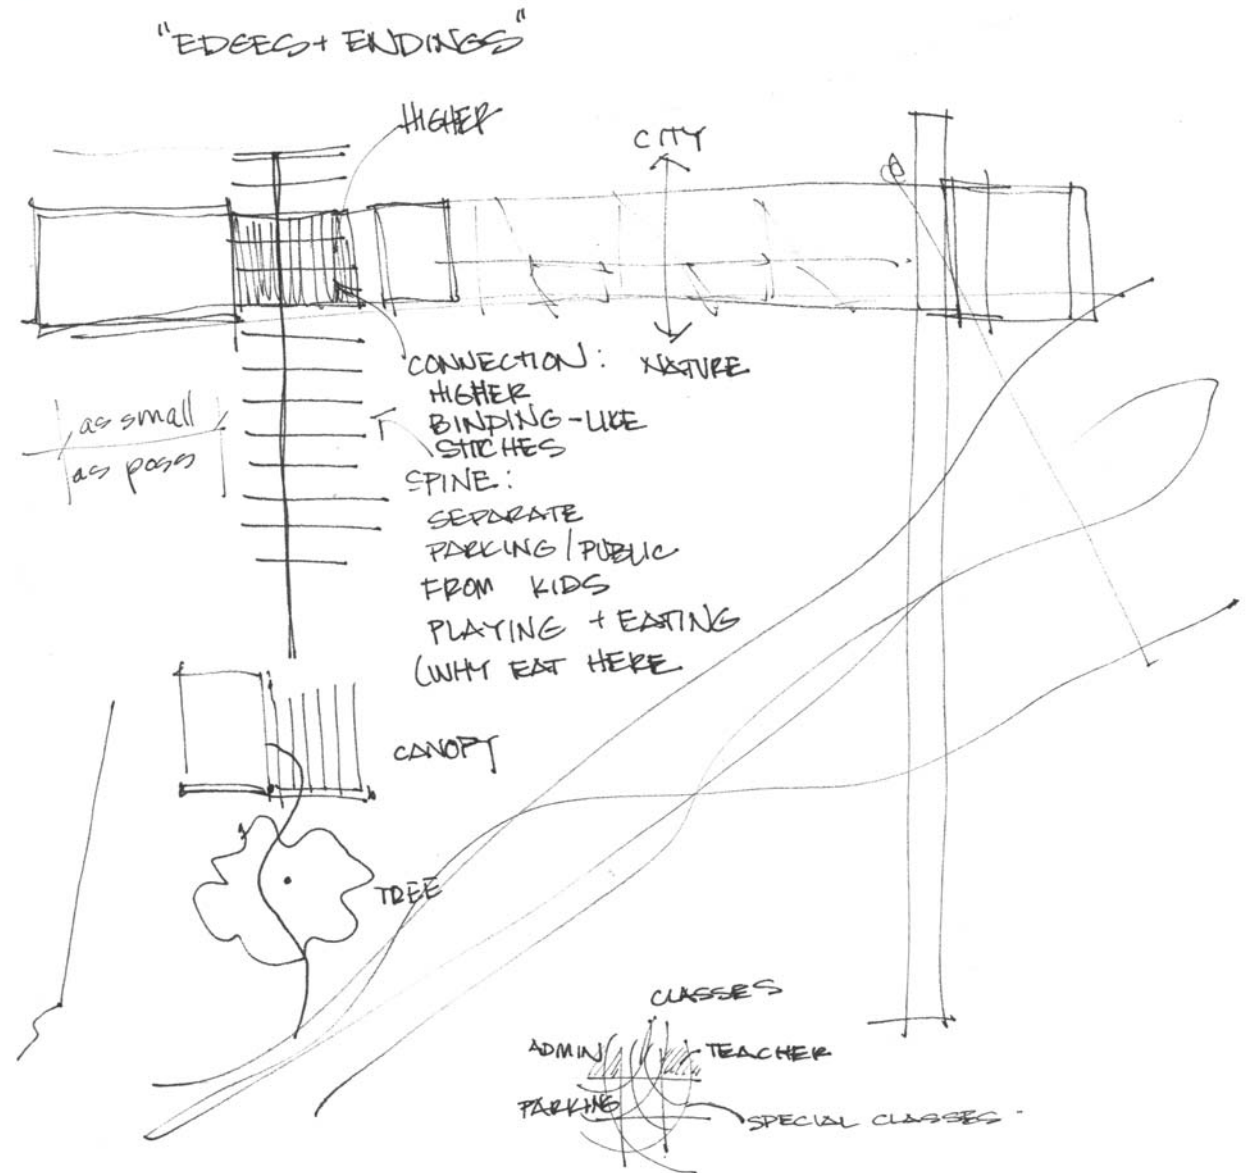 "EDGES + ENDINGS"
HIGHER
CITY
CONNECTION:
NATURE
HIGHER
BINDING-LIKE
STITCHES
as small
as poss
SPINE:
SEPARATE
PARKING / PUBLIC
FROM KIDS
PLAYING + EATING
(WHY EAT HERE
CANOPY
TREE
CLASSES
ADMIN
TEACHER
PARKING
SPECIAL CLASSES